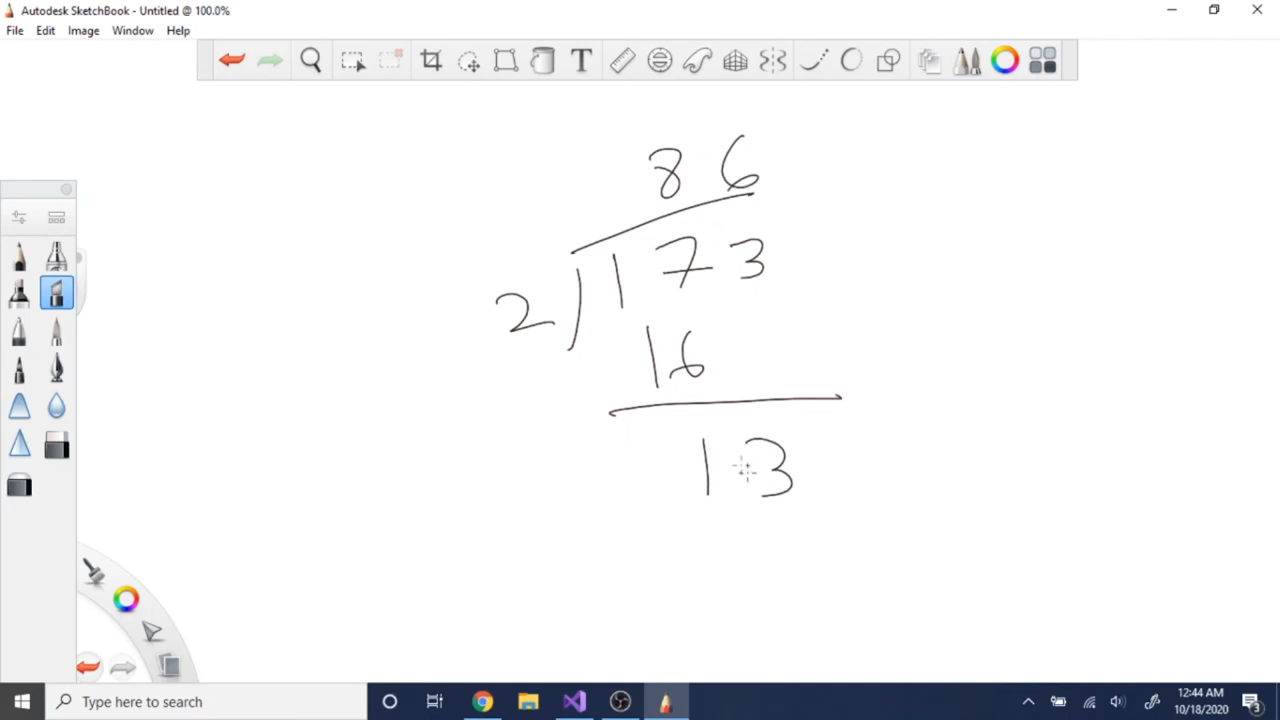 Autodesk SketchBook - Untitled @ 100.0%
File Edit Image Window Help
T
8 6
2 ) 1 7 3
1 6
1 3
Type here to search
12:44 AM
10/18/2020
3